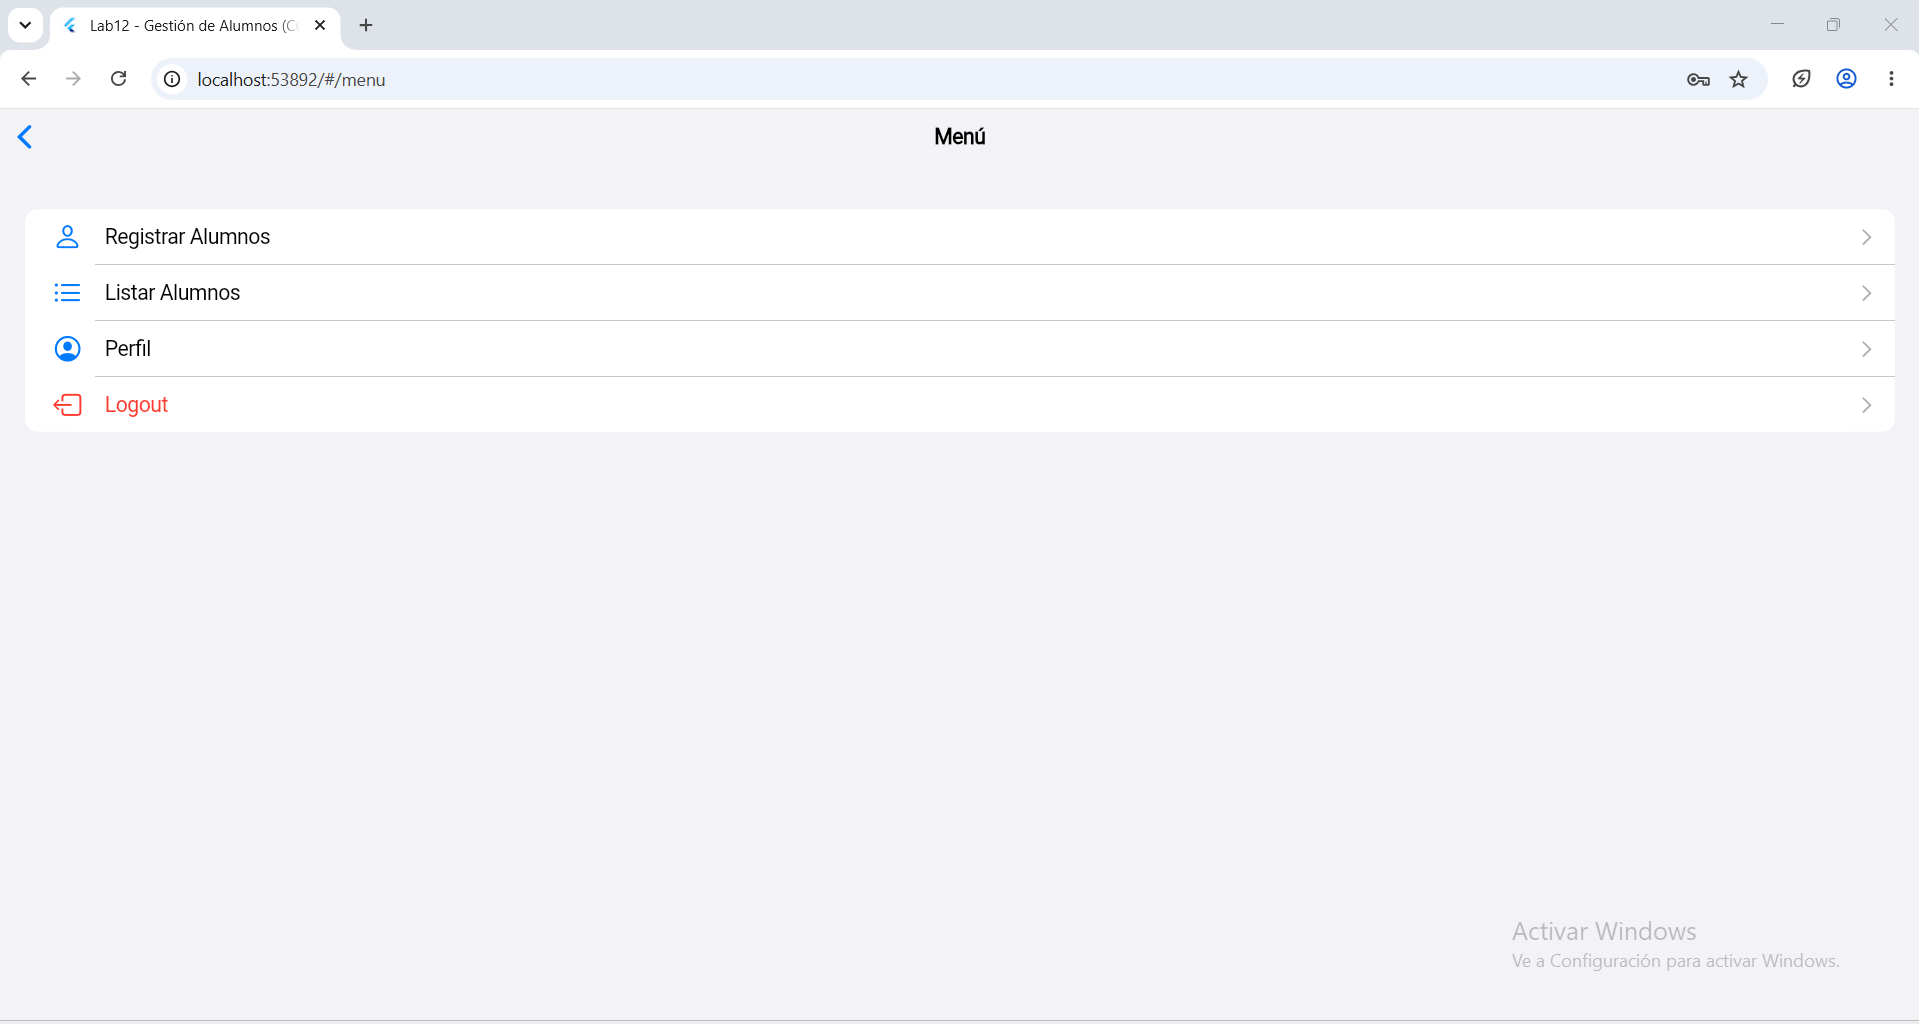 Lab12 - Gestión de Alumnos (C
localhost:53892/#/menu
Menú
Registrar Alumnos
Listar Alumnos
Perfil
Logout
Activar Windows
Ve a Configuración para activar Windows.